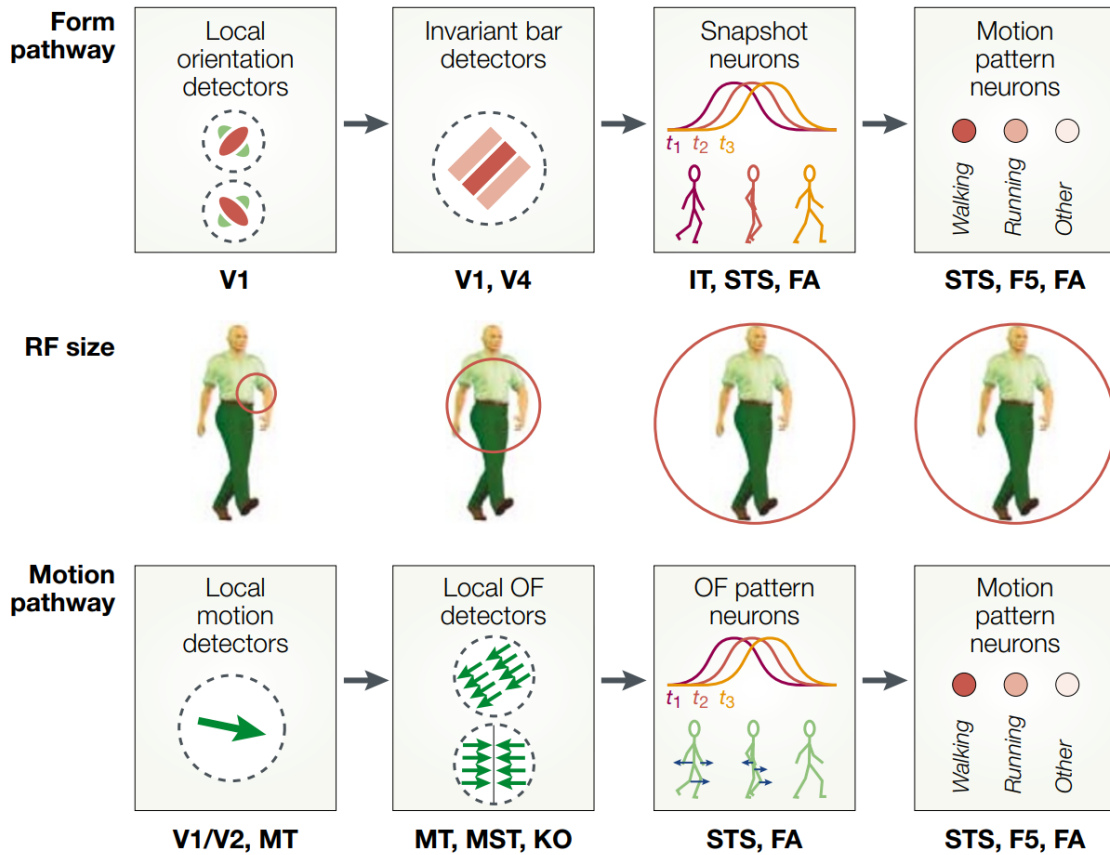 Form
pathway
Local
orientation
detectors
Invariant bar
detectors
Snapshot
neurons
t1 t2 t3
Motion
pattern
neurons
Walking
Running
Other
V1
V1, V4
IT, STS, FA
STS, F5, FA
RF size
Motion
pathway
Local
motion
detectors
Local OF
detectors
OF pattern
neurons
t1 t2 t3
Motion
pattern
neurons
Walking
Running
Other
V1/V2, MT
MT, MST, KO
STS, FA
STS, F5, FA